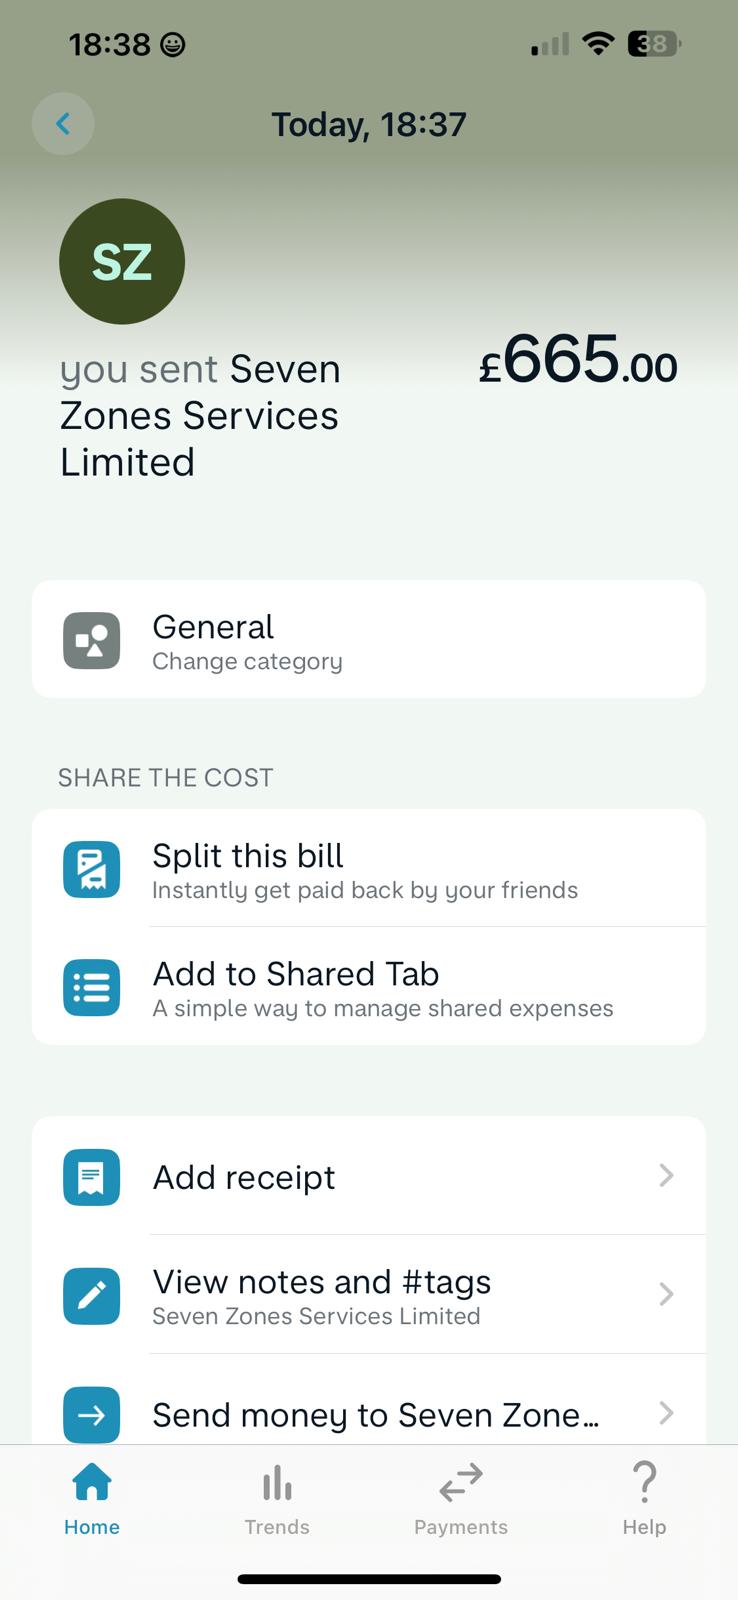 18:38
38
Today, 18:37
SZ
you sent Seven
Zones Services
Limited
£665.00
General
Change category
SHARE THE COST
Split this bill
Instantly get paid back by your friends
Add to Shared Tab
A simple way to manage shared expenses
Add receipt
View notes and #tags
Seven Zones Services Limited
Send money to Seven Zone...
Home
Trends
Payments
Help